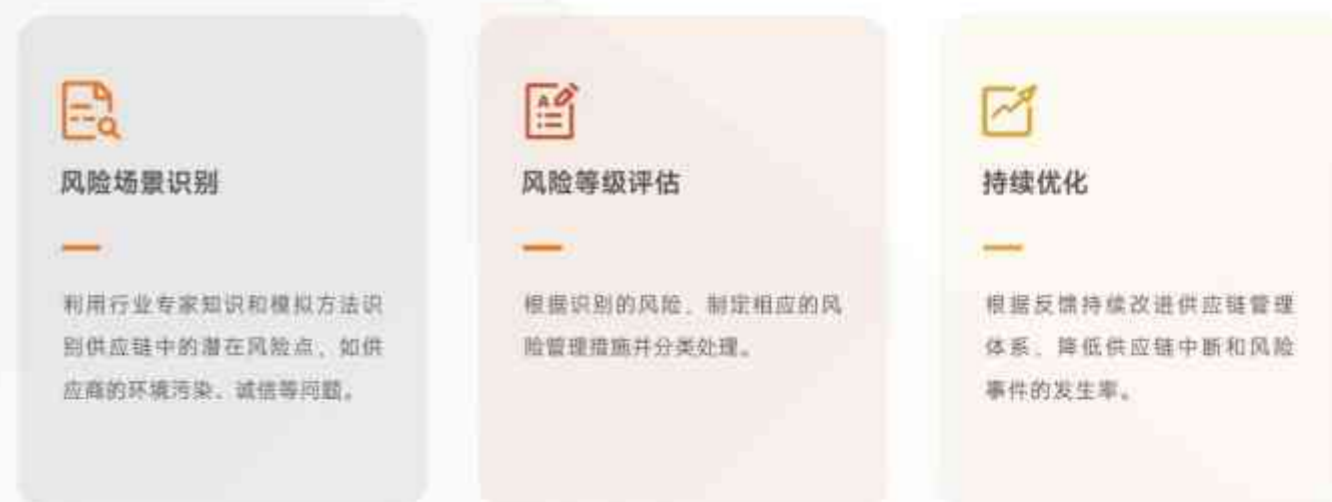 风险场景识别
利用行业专家知识和模拟方法识
别供应链中的潜在风险点，如供
应商的环境污染、诚信等问题。
风险等级评估
根据识别的风险，制定相应的风
险管理措施并分类处理。
持续优化
根据反馈持续改进供应链管理
体系，降低供应链中断和风险
事件的发生率。